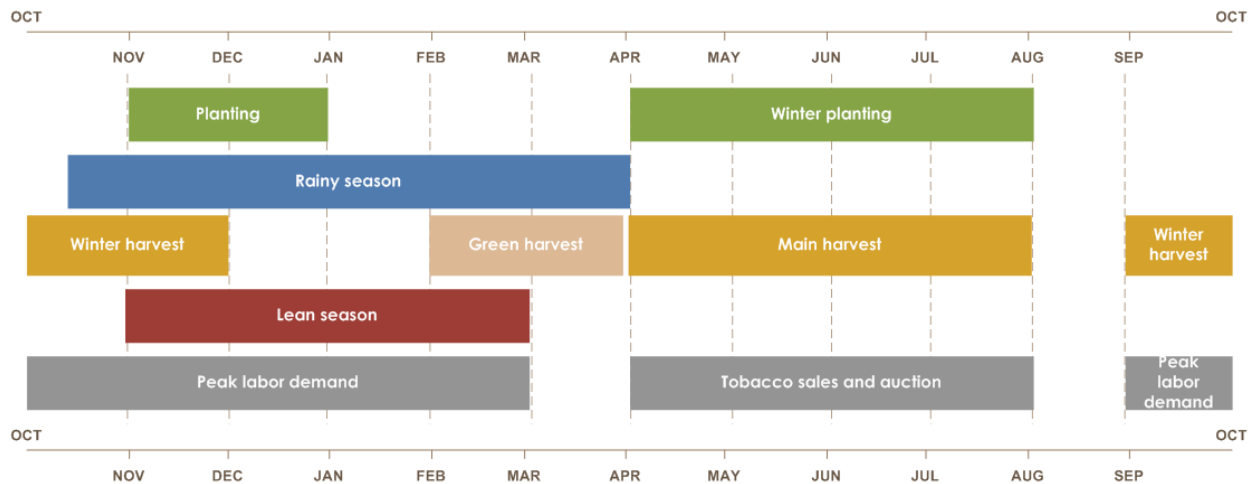 OCT OCT
NOV DEC JAN FEB MAR APR MAY JUN JUL AUG SEP
Planting Winter planting
Rainy season
Winter harvest Green harvest Main harvest Winter
harvest
Lean season
Peak labor demand Tobacco sales and auction Peak
labor
demand
OCT OCT
NOV DEC JAN FEB MAR APR MAY JUN JUL AUG SEP